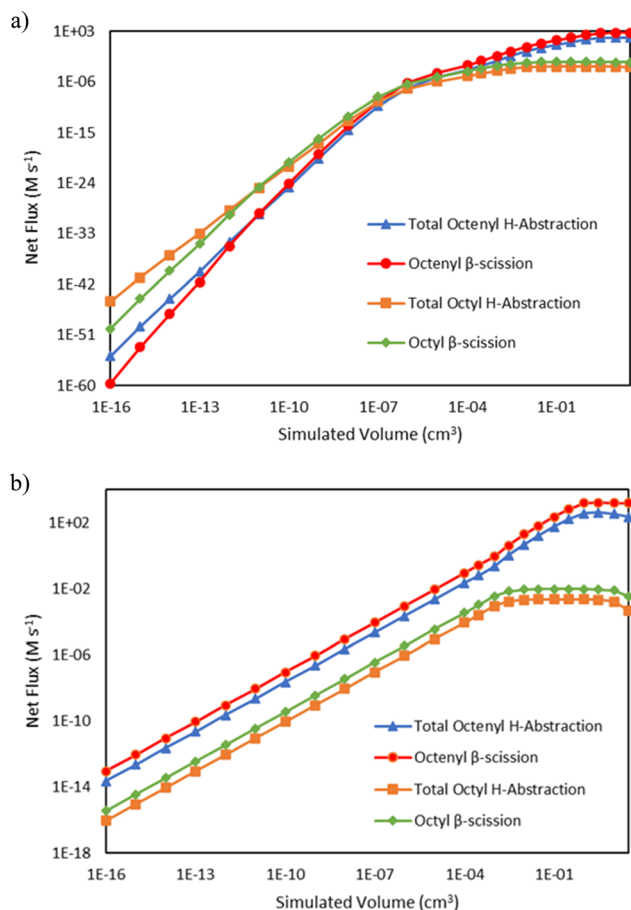 a)
1E+03
1E-06
1E-15
1E-24
1E-33
1E-42
1E-51
1E-60
Net Flux (M s⁻¹)
Total Octenyl H-Abstraction
Octenyl β-scission
Total Octyl H-Abstraction
Octyl β-scission
1E-16 1E-13 1E-10 1E-07 1E-04 1E-01
Simulated Volume (cm³)
b)
1E+02
1E-02
1E-06
1E-10
1E-14
1E-18
Net Flux (M s⁻¹)
Total Octenyl H-Abstraction
Octenyl β-scission
Total Octyl H-Abstraction
Octyl β-scission
1E-16 1E-13 1E-10 1E-07 1E-04 1E-01
Simulated Volume (cm³)